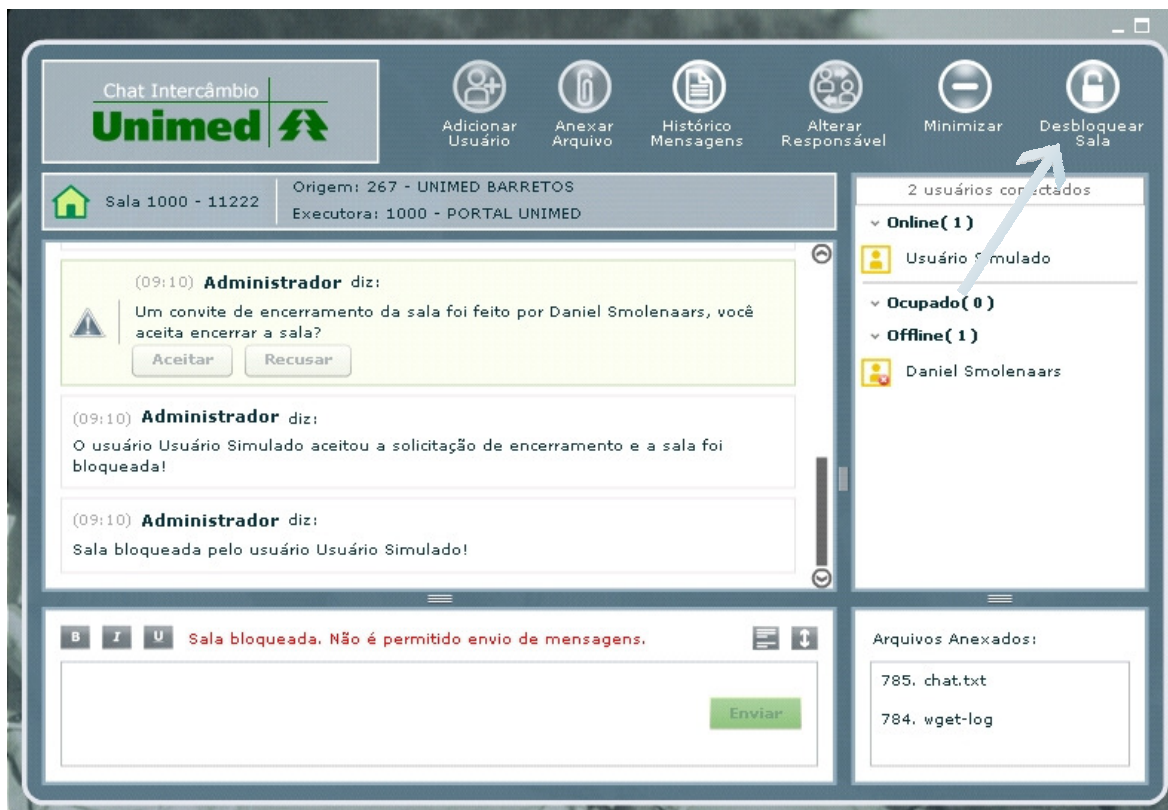 Chat Intercâmbio
Unimed
Adicionar
Usuário
Anexar
Arquivo
Histórico
Mensagens
Alterar
Responsável
Minimizar
Desbloquear
Sala
Sala 1000 - 11222
Origem: 267 - UNIMED BARRETOS
Executora: 1000 - PORTAL UNIMED
(09:10) Administrador diz:
Um convite de encerramento da sala foi feito por Daniel Smolenaars, você
aceita encerrar a sala?
Aceitar
Recusar
(09:10) Administrador diz:
O usuário Usuário Simulado aceitou a solicitação de encerramento e a sala foi
bloqueada!
(09:10) Administrador diz:
Sala bloqueada pelo usuário Usuário Simulado!
2 usuários conectados
Online( 1 )
Usuário Simulado
Ocupado( 0 )
Offline( 1 )
Daniel Smolenaars
B I U Sala bloqueada. Não é permitido envio de mensagens.
Enviar
Arquivos Anexados:
785. chat.txt
784. wget-log